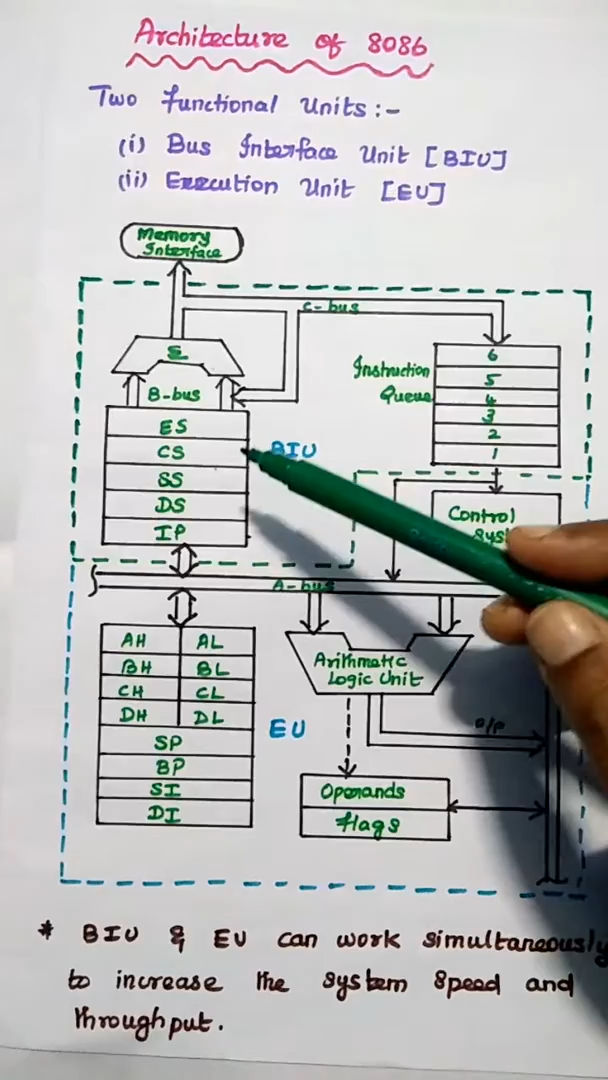 Architecture of 8086
Two Functional Units :-
(i) Bus Interface Unit [BIU]
(ii) Execution Unit [EU]
Memory
Interface
C-bus
Σ
B-bus
Instruction
Queue
6
5
4
3
2
1
ES
CS
SS
DS
IP
BIU
Control
A-bus
AH AL
BH BL
CH CL
DH DL
SP
BP
SI
DI
EU
Arithmatic
Logic Unit
O/P
Operands
flags
* BIU & EU can work simultaneously
to increase the system speed and
throughput.